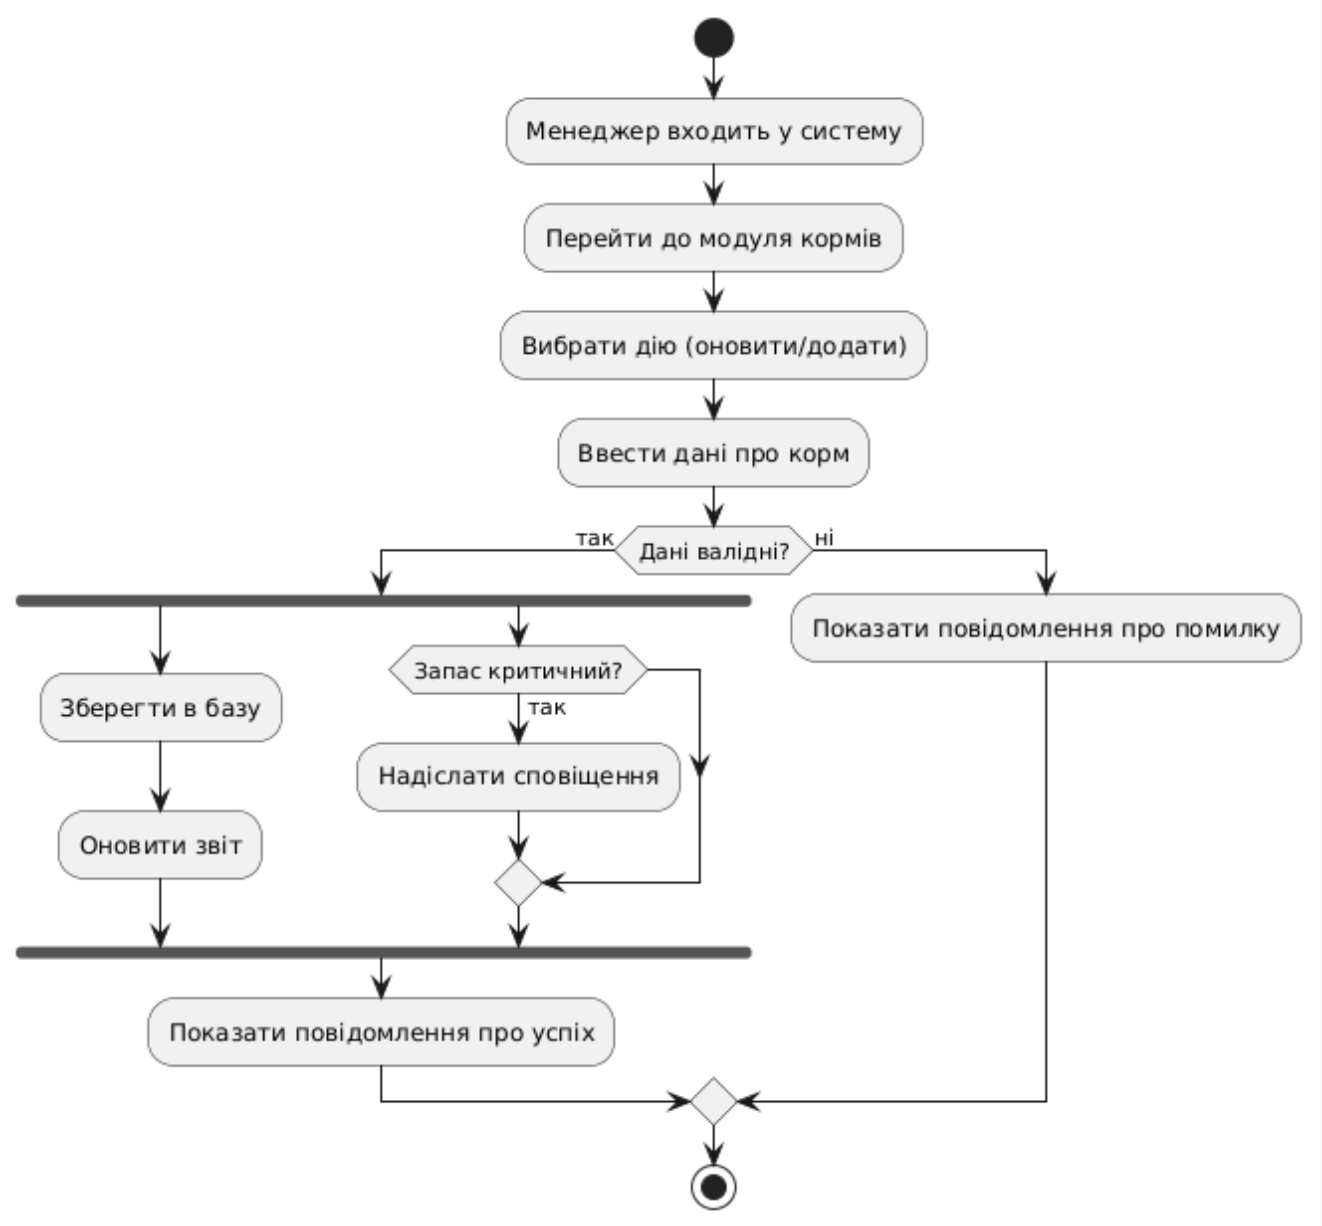 Менеджер входить у систему
Перейти до модуля кормів
Вибрати дію (оновити/додати)
Ввести дані про корм
так
Дані валідні?
ні
Показати повідомлення про помилку
Запас критичний?
так
Зберегти в базу
Надіслати сповіщення
Оновити звіт
Показати повідомлення про успіх